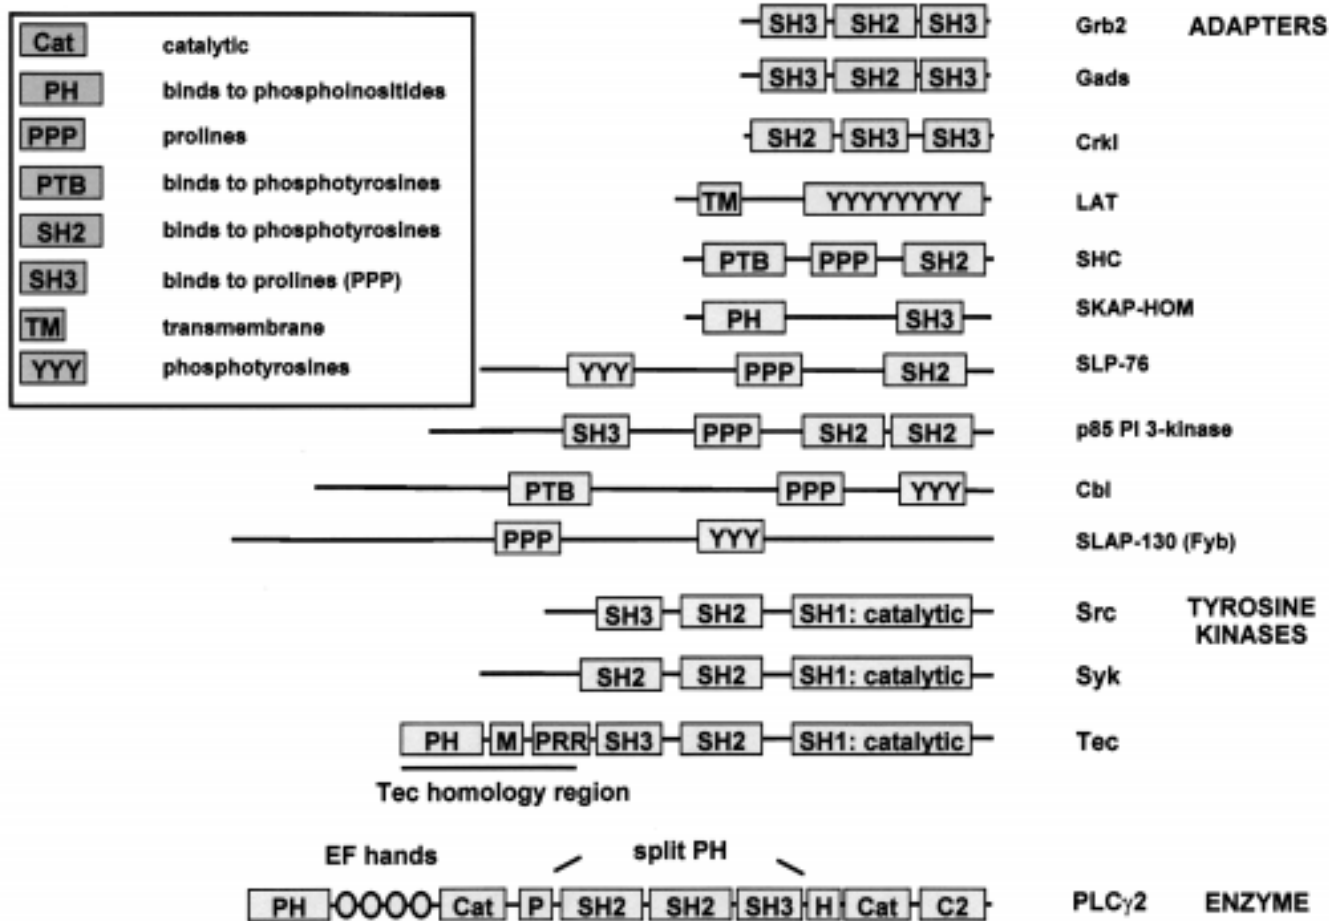 Cat catalytic
PH binds to phosphoinositides
PPP prolines
PTB binds to phosphotyrosines
SH2 binds to phosphotyrosines
SH3 binds to prolines (PPP)
TM transmembrane
YYY phosphotyrosines
SH3 SH2 SH3 Grb2 ADAPTERS
SH3 SH2 SH3 Gads
SH2 SH3 SH3 Crkl
TM YYYYYYYY LAT
PTB PPP SH2 SHC
PH SH3 SKAP-HOM
YYY PPP SH2 SLP-76
SH3 PPP SH2 SH2 p85 PI 3-kinase
PTB PPP YYY Cbl
PPP YYY SLAP-130 (Fyb)
SH3 SH2 SH1: catalytic Src TYROSINE
KINASES
SH2 SH2 SH1: catalytic Syk
PH M PRR SH3 SH2 SH1: catalytic Tec
Tec homology region
EF hands split PH
PH Cat P SH2 SH2 SH3 H Cat C2 PLCγ2 ENZYME